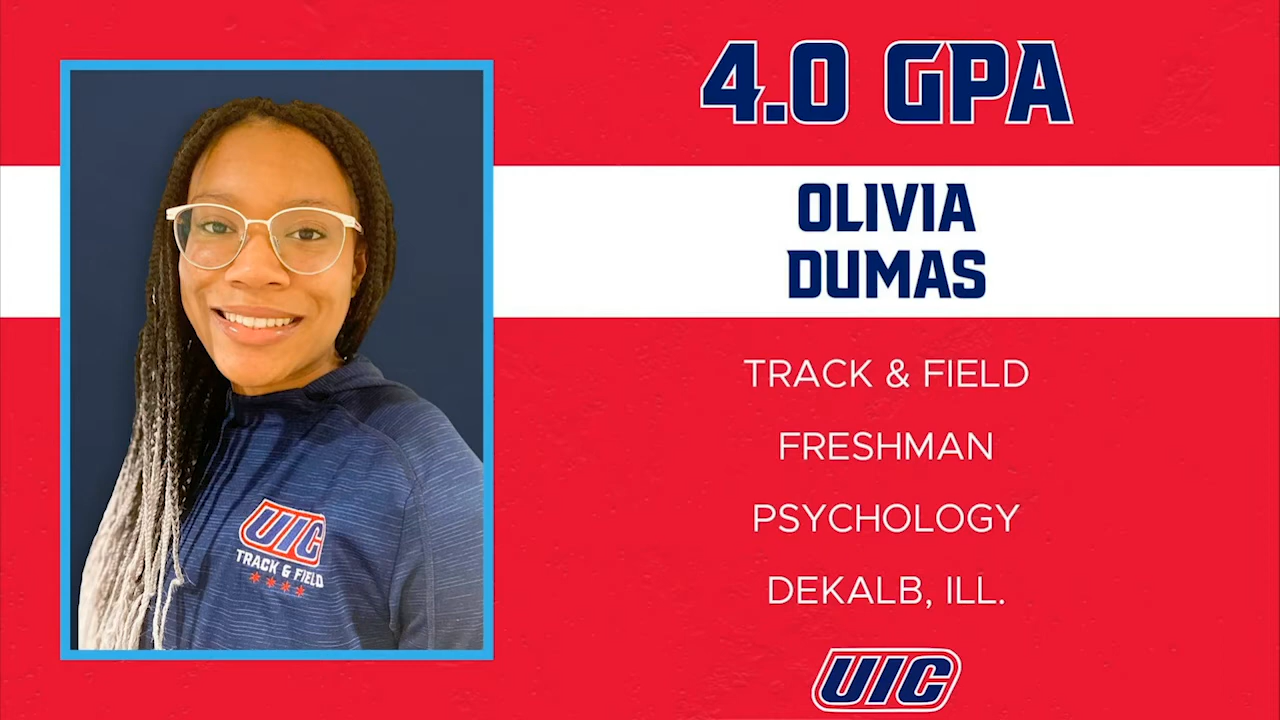 4.0 GPA
OLIVIA
DUMAS
TRACK & FIELD
FRESHMAN
PSYCHOLOGY
DEKALB, ILL.
UIC
UIC
TRACK & FIELD